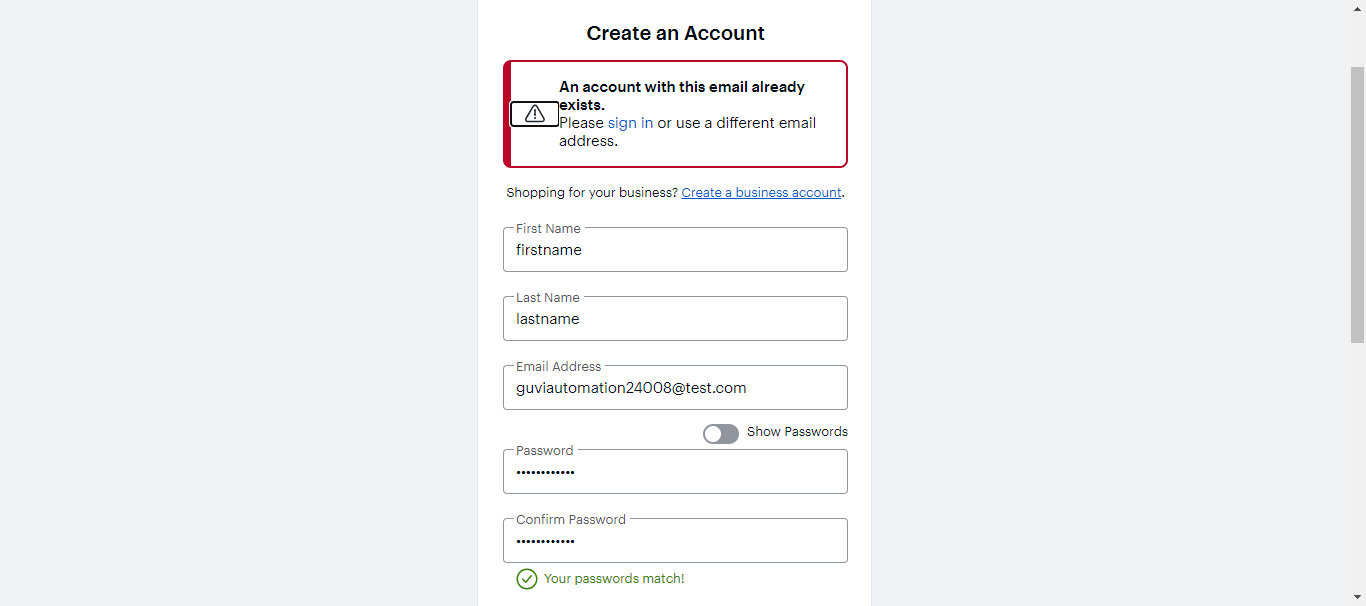 Create an Account
An account with this email already
exists.
Please sign in or use a different email
address.
Shopping for your business? Create a business account.
First Name
firstname
Last Name
lastname
Email Address
guviautomation24008@test.com
Show Passwords
Password
••••••••••••
Confirm Password
••••••••••••
Your passwords match!